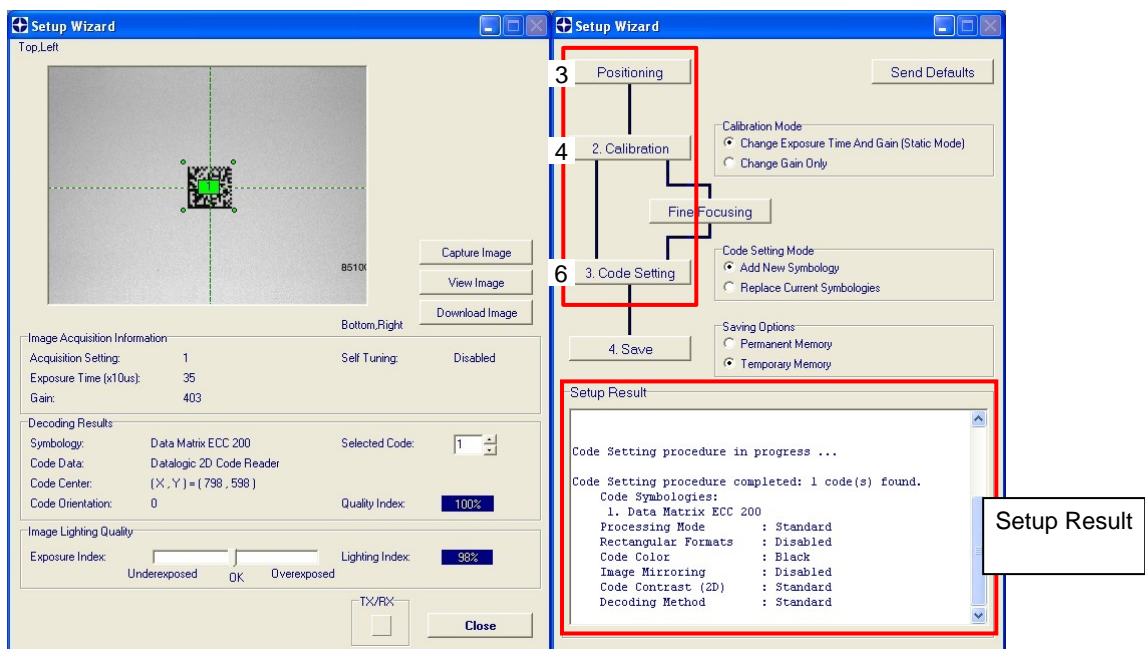 Setup Wizard
Top,Left
1
85100
Capture Image
View Image
Download Image
Bottom,Right
Image Acquisition Information
Acquisition Setting: 1 Self Tuning: Disabled
Exposure Time (x10us): 35
Gain: 403
Decoding Results
Symbology: Data Matrix ECC 200 Selected Code: 1
Code Data: Datalogic 2D Code Reader
Code Center: ( X , Y ) = ( 798 , 598 )
Code Orientation: 0 Quality Index: 100%
Image Lighting Quality
Exposure Index: Lighting Index: 98%
Underexposed OK Overexposed
TX/RX
Close
Setup Wizard
3 Positioning Send Defaults
Calibration Mode
4 2. Calibration Change Exposure Time And Gain (Static Mode)
Change Gain Only
Fine Focusing
Code Setting Mode
6 3. Code Setting Add New Symbology
Replace Current Symbologies
Saving Options
4. Save Permanent Memory
Temporary Memory
Setup Result
Code Setting procedure in progress ...
Code Setting procedure completed: 1 code(s) found.
Code Symbologies:
1. Data Matrix ECC 200
Processing Mode : Standard
Rectangular Formats : Disabled
Code Color : Black
Image Mirroring : Disabled
Code Contrast (2D) : Standard
Decoding Method : Standard
Setup Result